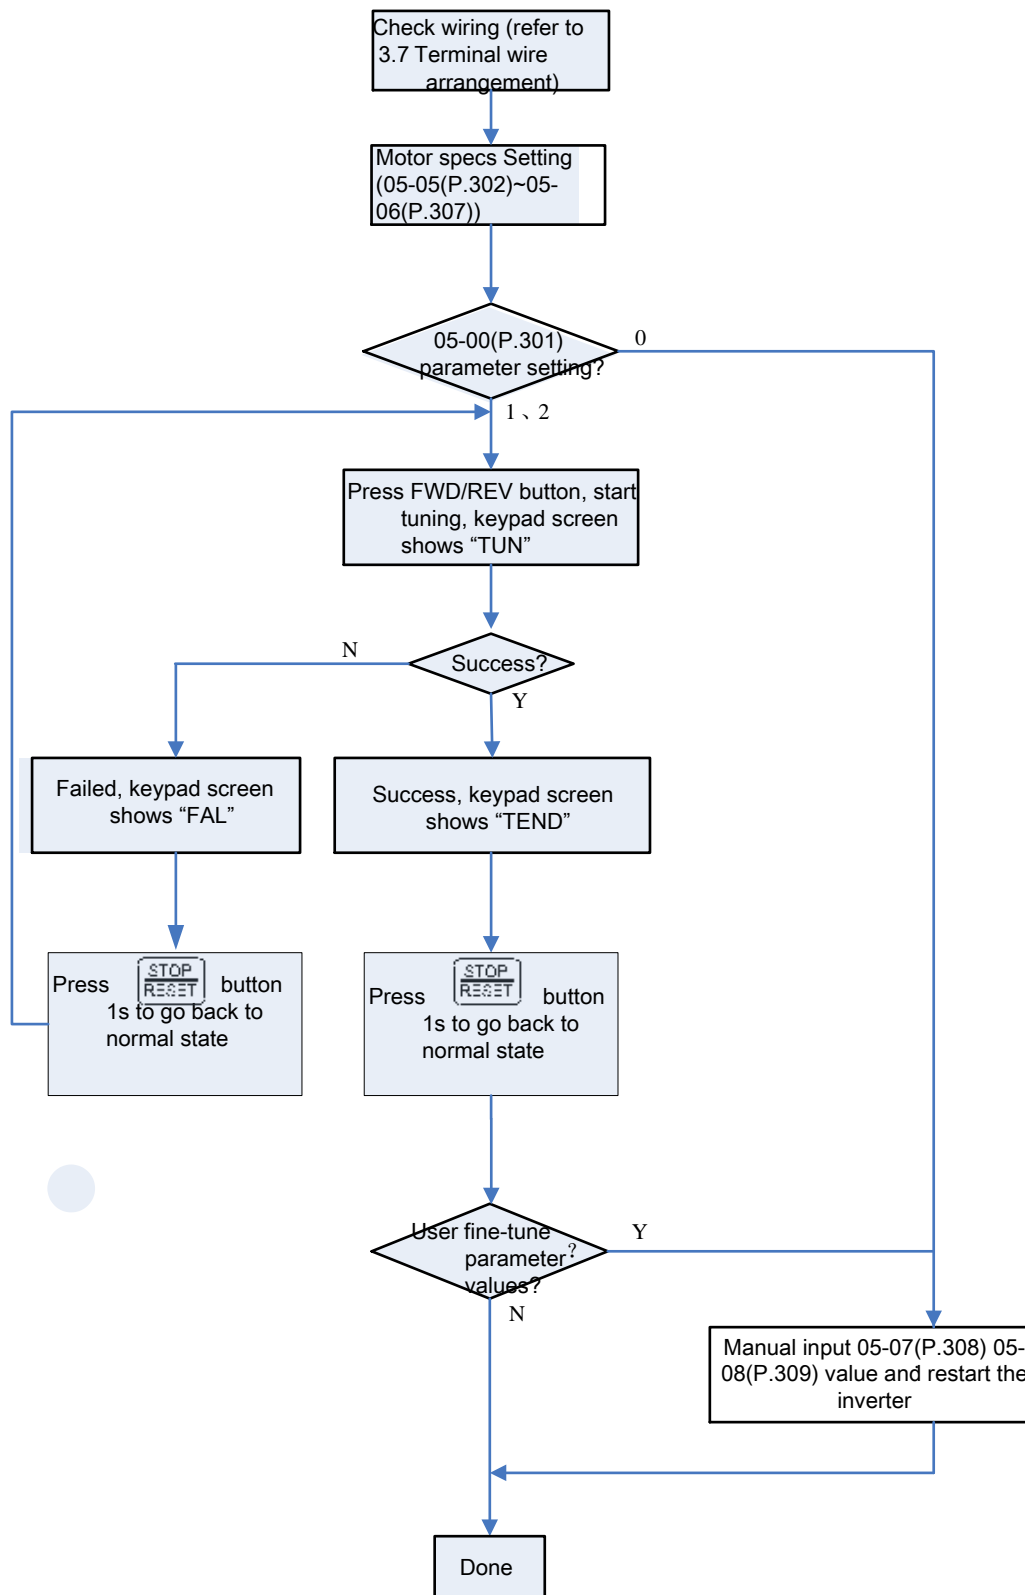 Check wiring (refer to
3.7 Terminal wire
arrangement)
Motor specs Setting
(05-05(P.302)~05-
06(P.307))
05-00(P.301)
parameter setting?
0
1、2
Press FWD/REV button, start
tuning, keypad screen
shows “TUN”
Success?
N
Y
Failed, keypad screen
shows “FAL”
Success, keypad screen
shows “TEND”
Press STOP RESET button
1s to go back to
normal state
Press STOP RESET button
1s to go back to
normal state
User fine-tune
parameter ?
values?
Y
N
Manual input 05-07(P.308) 05-
08(P.309) value and restart the
inverter
Done